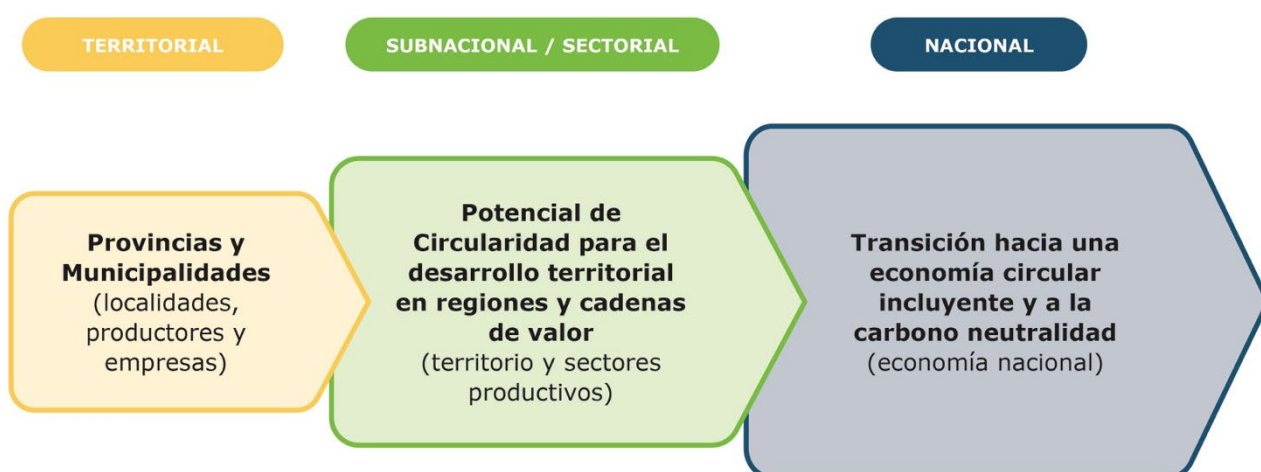 TERRITORIAL
SUBNACIONAL / SECTORIAL
NACIONAL
Provincias y
Municipalidades
(localidades,
productores y
empresas)
Potencial de
Circularidad para el
desarrollo territorial
en regiones y cadenas
de valor
(territorio y sectores
productivos)
Transición hacia una
economía circular
incluyente y a la
carbono neutralidad
(economía nacional)